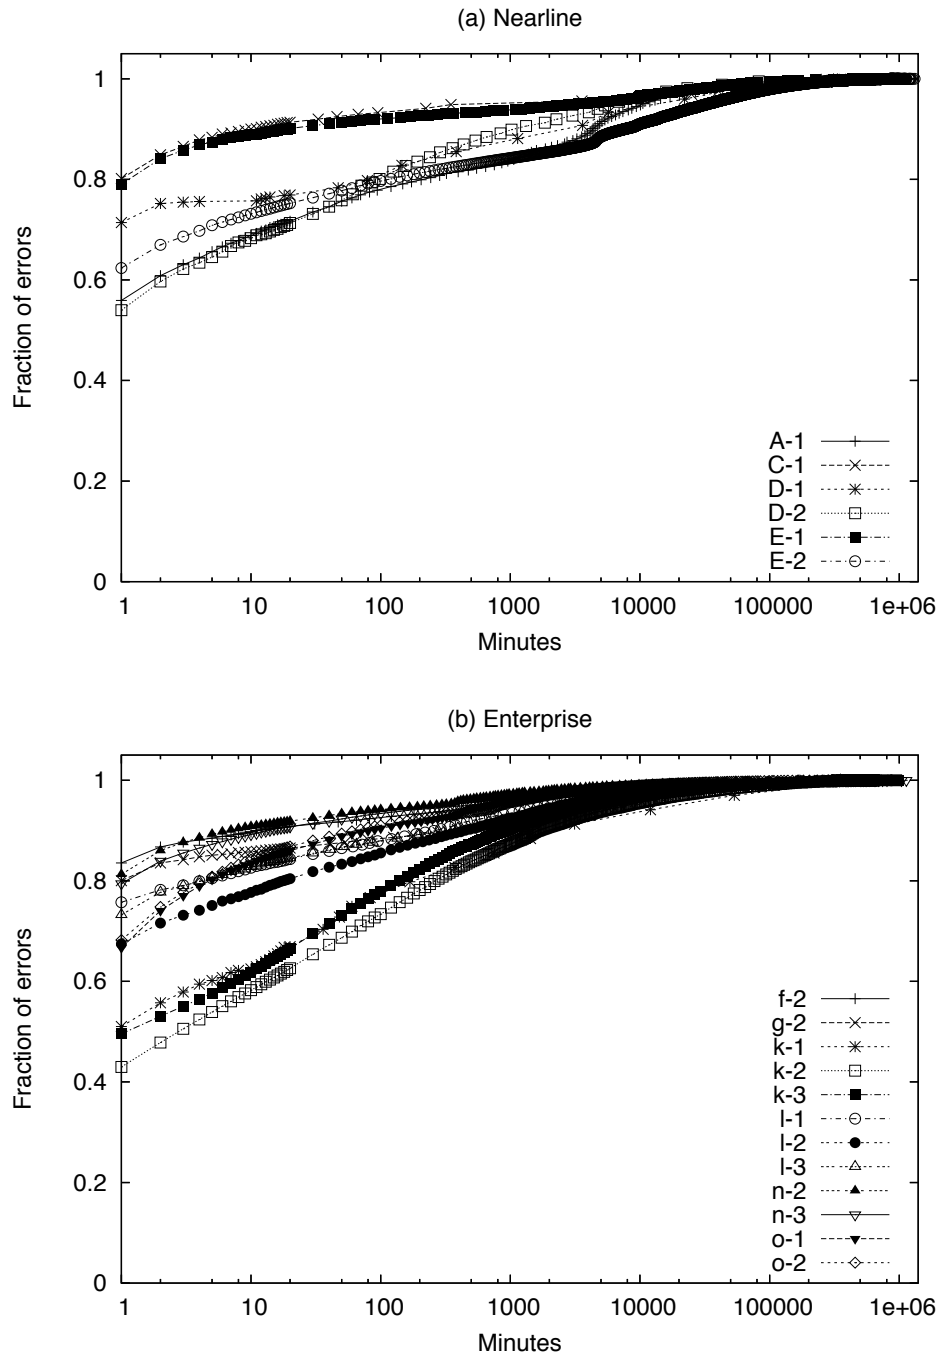 (a) Nearline
1
0.8
0.6
0.4
0.2
0
Fraction of errors
A-1
C-1
D-1
D-2
E-1
E-2
1 10 100 1000 10000 100000 1e+06
Minutes
(b) Enterprise
1
0.8
0.6
0.4
0.2
0
Fraction of errors
f-2
g-2
k-1
k-2
k-3
l-1
l-2
l-3
n-2
n-3
o-1
o-2
1 10 100 1000 10000 100000 1e+06
Minutes